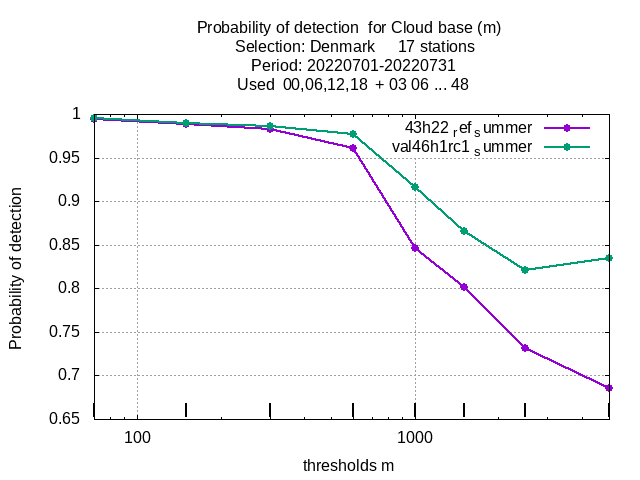 Probability of detection for Cloud base (m)
Selection: Denmark 17 stations
Period: 20220701-20220731
Used 00,06,12,18 + 03 06 ... 48
43h22 ref summer
val46h1rc1 summer
1
0.95
0.9
0.85
0.8
0.75
0.7
0.65
Probability of detection
100 1000
thresholds m